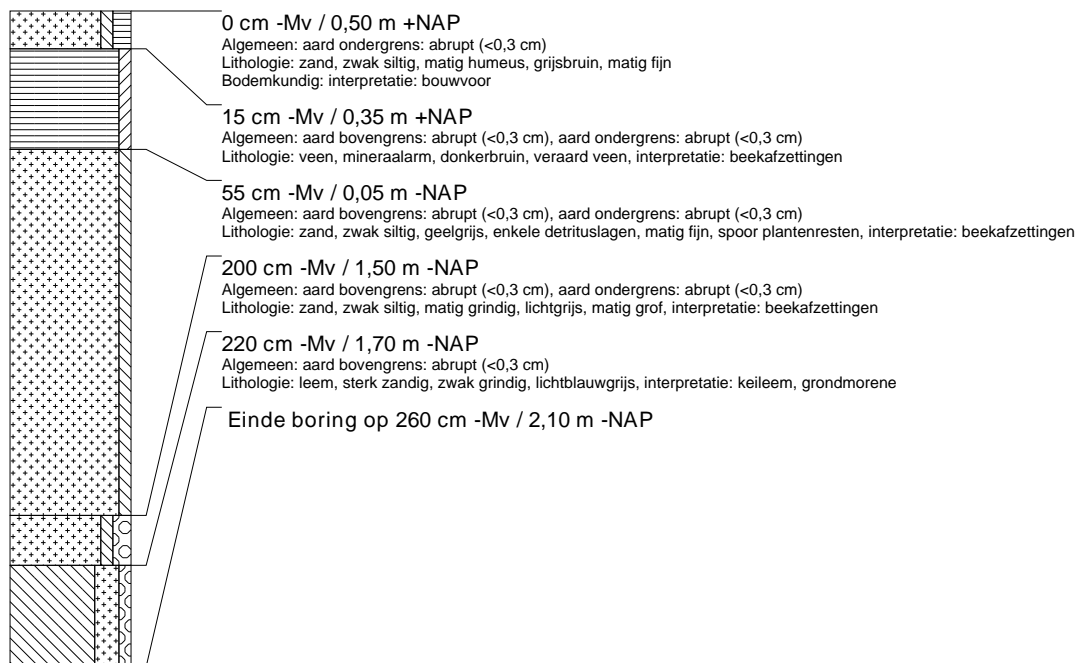 0 cm -Mv / 0,50 m +NAP
Algemeen: aard ondergrens: abrupt (<0,3 cm)
Lithologie: zand, zwak siltig, matig humeus, grijsbruin, matig fijn
Bodemkundig: interpretatie: bouwvoor
15 cm -Mv / 0,35 m +NAP
Algemeen: aard bovengrens: abrupt (<0,3 cm), aard ondergrens: abrupt (<0,3 cm)
Lithologie: veen, mineraalarm, donkerbruin, veraard veen, interpretatie: beekafzettingen
55 cm -Mv / 0,05 m -NAP
Algemeen: aard bovengrens: abrupt (<0,3 cm), aard ondergrens: abrupt (<0,3 cm)
Lithologie: zand, zwak siltig, geelgrijs, enkele detrituslagen, matig fijn, spoor plantenresten, interpretatie: beekafzettingen
200 cm -Mv / 1,50 m -NAP
Algemeen: aard bovengrens: abrupt (<0,3 cm), aard ondergrens: abrupt (<0,3 cm)
Lithologie: zand, zwak siltig, matig grindig, lichtgrijs, matig grof, interpretatie: beekafzettingen
220 cm -Mv / 1,70 m -NAP
Algemeen: aard bovengrens: abrupt (<0,3 cm)
Lithologie: leem, sterk zandig, zwak grindig, lichtblauwgrijs, interpretatie: keileem, grondmorene
Einde boring op 260 cm -Mv / 2,10 m -NAP